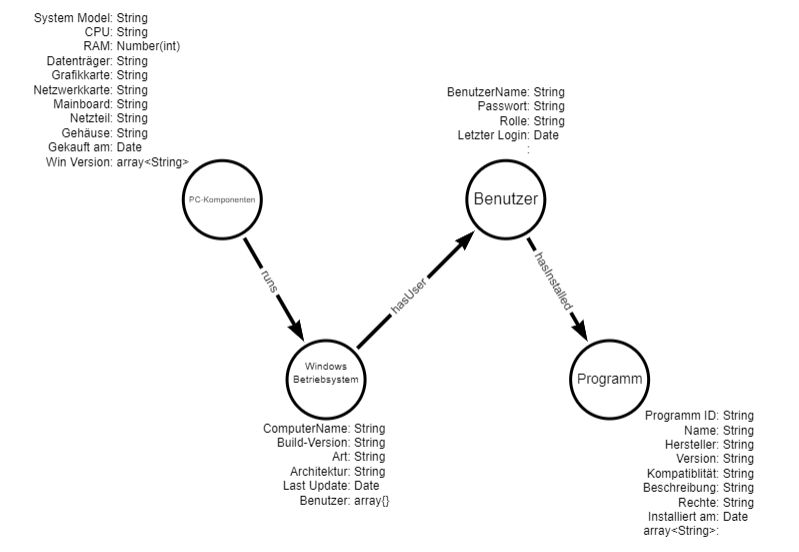 System Model: String
CPU: String
RAM: Number(int)
Datenträger: String
Grafikkarte: String
Netzwerkkarte: String
Mainboard: String
Netzteil: String
Gehäuse: String
Gekauft am: Date
Win Version: array<String>
PC-Komponenten
runs
Windows
Betriebsystem
ComputerName: String
Build-Version: String
Art: String
Architektur: String
Last Update: Date
Benutzer: array{}
hasUser
BenutzerName: String
Passwort: String
Rolle: String
Letzter Login: Date
:
Benutzer
hasInstalled
Programm
Programm ID: String
Name: String
Hersteller: String
Version: String
Kompatiblität: String
Beschreibung: String
Rechte: String
Installiert am: Date
array<String>: